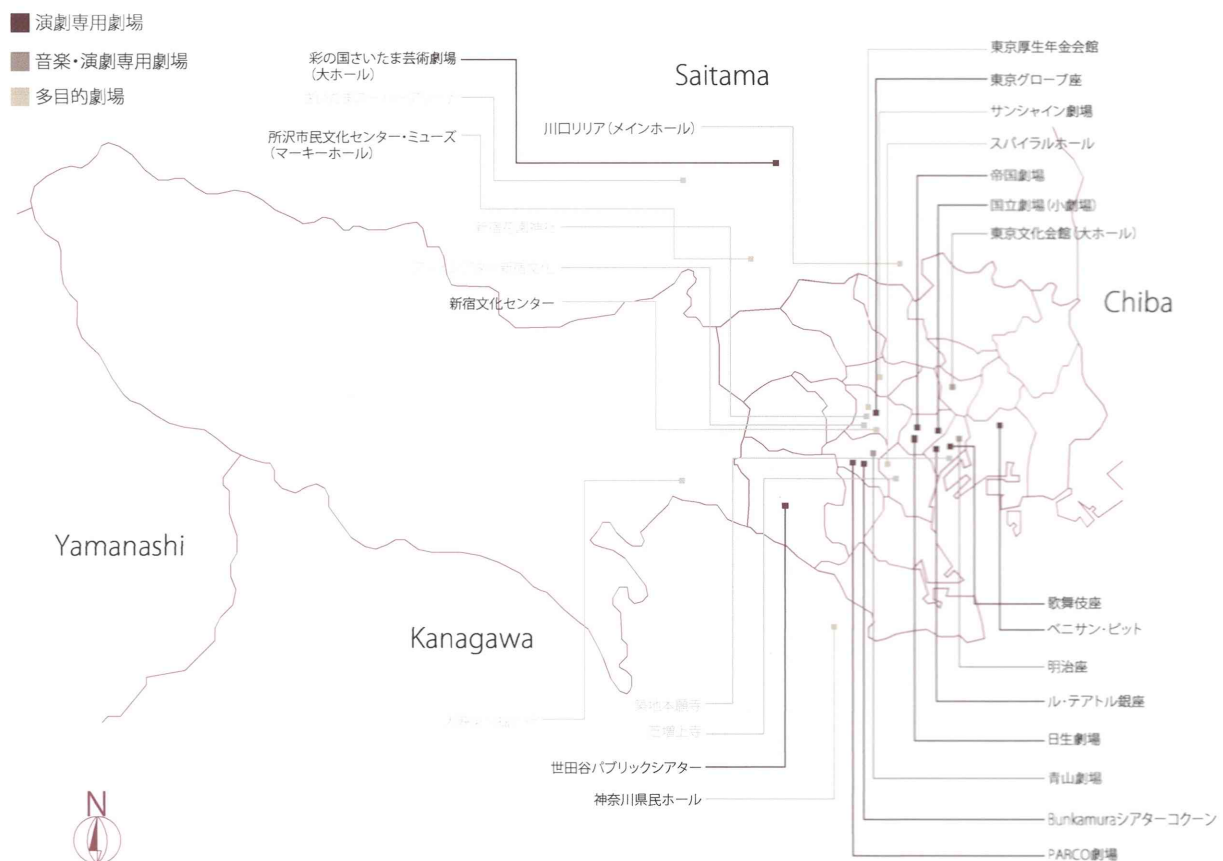 演劇専用劇場
音楽・演劇専用劇場
多目的劇場
彩の国さいたま芸術劇場
(大ホール)
所沢市民文化センター・ミューズ
(マーキーホール)
川口リリア(メインホール)
新宿文化センター
Saitama
東京厚生年金会館
東京グローブ座
サンシャイン劇場
スパイラルホール
帝国劇場
国立劇場(小劇場)
東京文化会館(大ホール)
Chiba
Yamanashi
Kanagawa
築地本願寺
芝増上寺
世田谷パブリックシアター
神奈川県民ホール
歌舞伎座
ベニサン・ピット
明治座
ル・テアトル銀座
日生劇場
青山劇場
Bunkamuraシアターコクーン
PARCO劇場
N